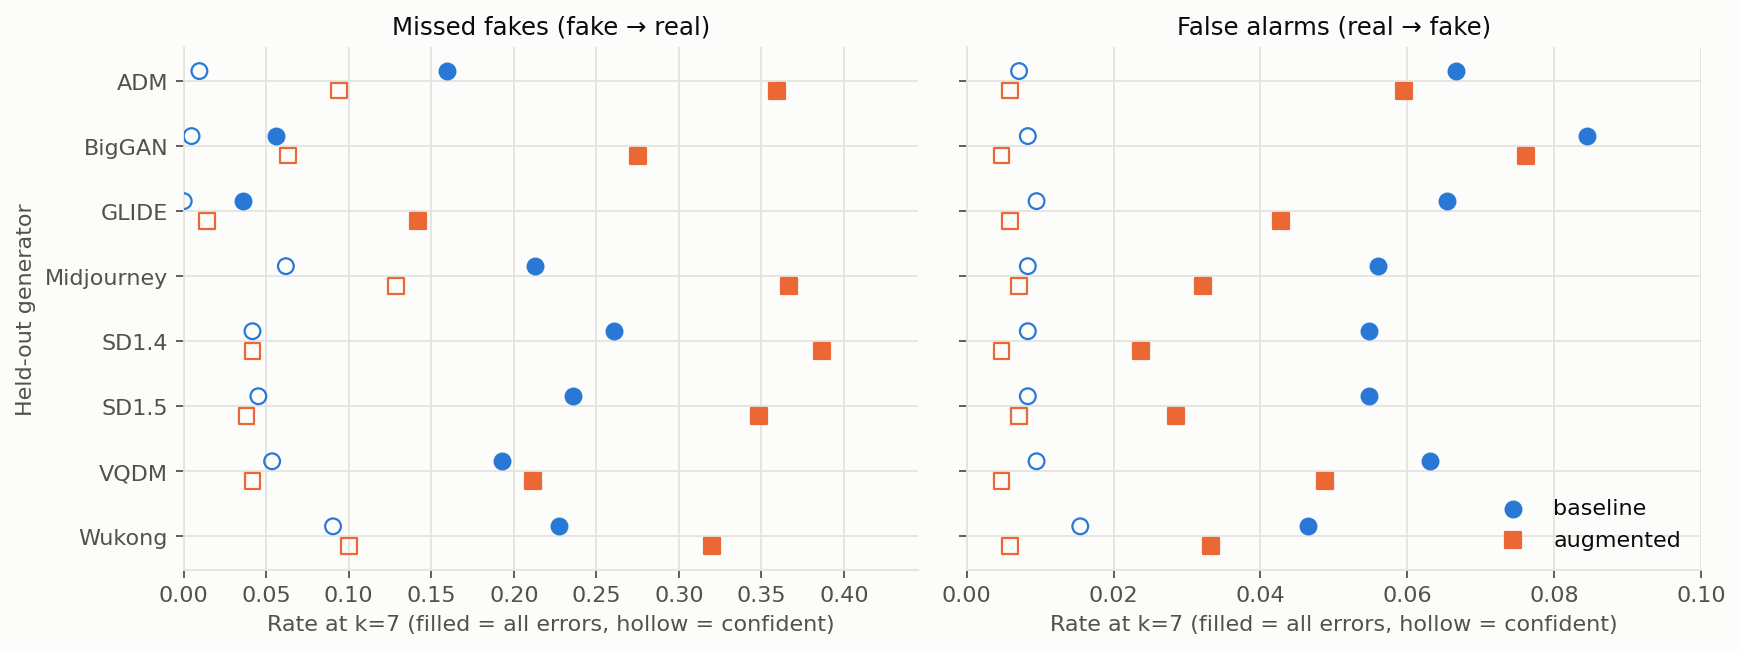 Missed fakes (fake → real)
False alarms (real → fake)
Held-out generator
ADM
BigGAN
GLIDE
Midjourney
SD1.4
SD1.5
VQDM
Wukong
0.00 0.05 0.10 0.15 0.20 0.25 0.30 0.35 0.40
Rate at k=7 (filled = all errors, hollow = confident)
baseline
augmented
0.00 0.02 0.04 0.06 0.08 0.10
Rate at k=7 (filled = all errors, hollow = confident)